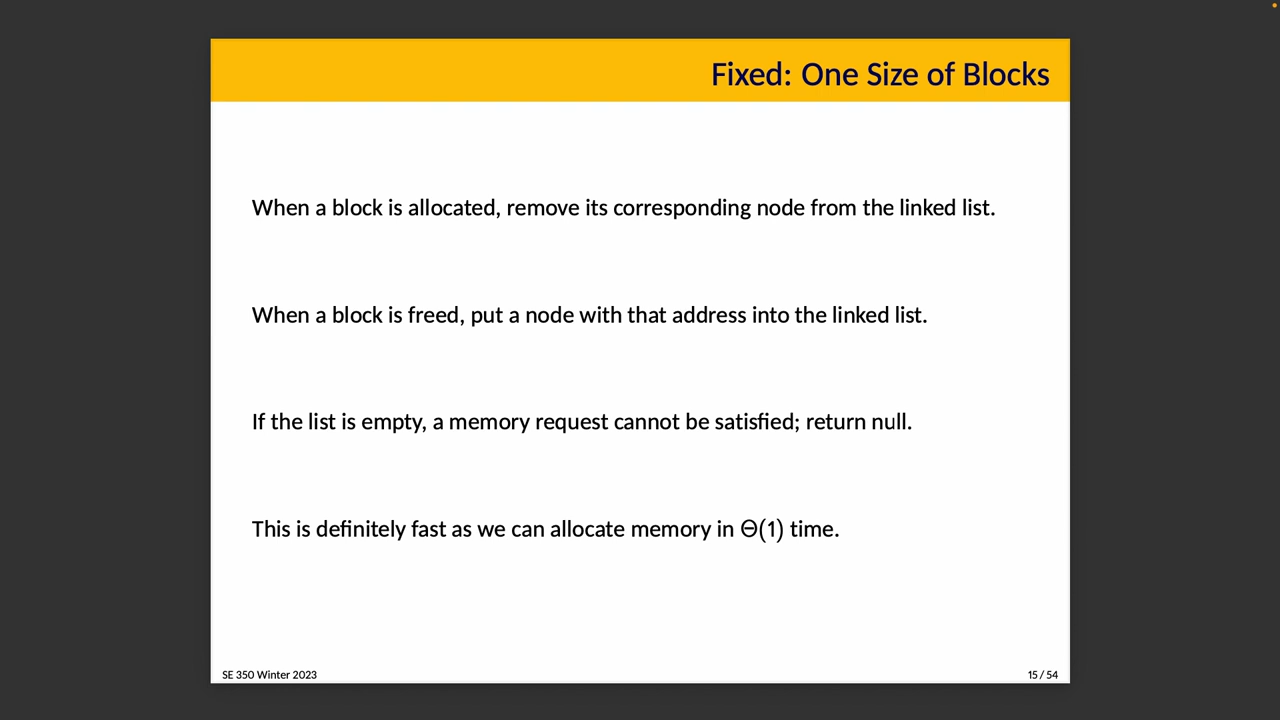 Fixed: One Size of Blocks
When a block is allocated, remove its corresponding node from the linked list.
When a block is freed, put a node with that address into the linked list.
If the list is empty, a memory request cannot be satisfied; return null.
This is definitely fast as we can allocate memory in Θ(1) time.
SE 350 Winter 2023
15 / 54